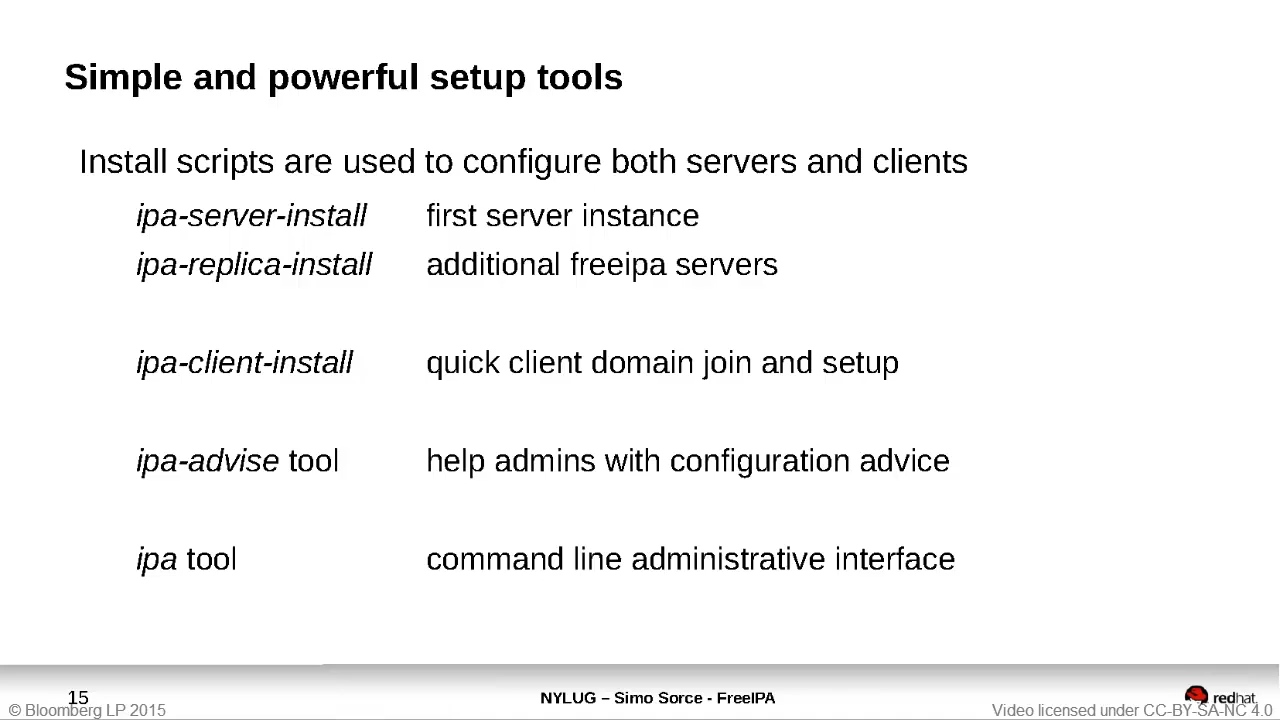 Simple and powerful setup tools
Install scripts are used to configure both servers and clients
ipa-server-install first server instance
ipa-replica-install additional freeipa servers
ipa-client-install quick client domain join and setup
ipa-advise tool help admins with configuration advice
ipa tool command line administrative interface
15
NYLUG – Simo Sorce - FreeIPA
redhat
© Bloomberg LP 2015
Video licensed under CC-BY-SA-NC 4.0